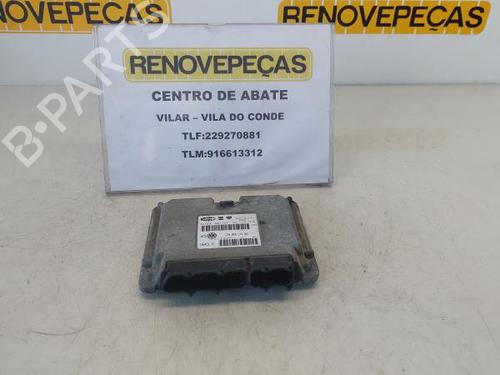 RENOVEPEÇAS
RENOVEPEÇAS
RENOVEPEÇAS
CENTRO DE ABATE
VILAR – VILA DO CONDE
TLF:229270881
TLM:916613312
B-PARTS